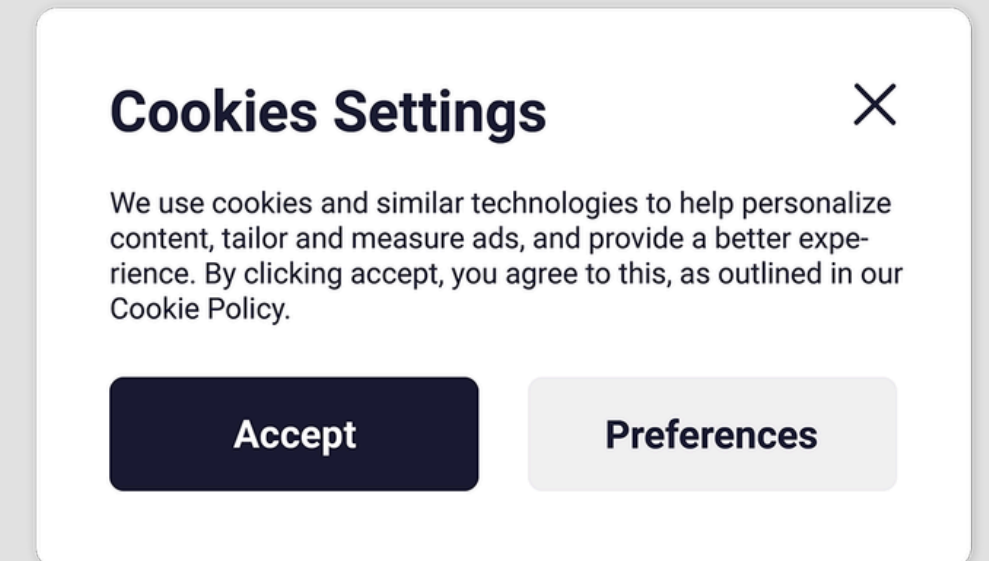 Cookies Settings
We use cookies and similar technologies to help personalize
content, tailor and measure ads, and provide a better expe-
rience. By clicking accept, you agree to this, as outlined in our
Cookie Policy.
Accept
Preferences